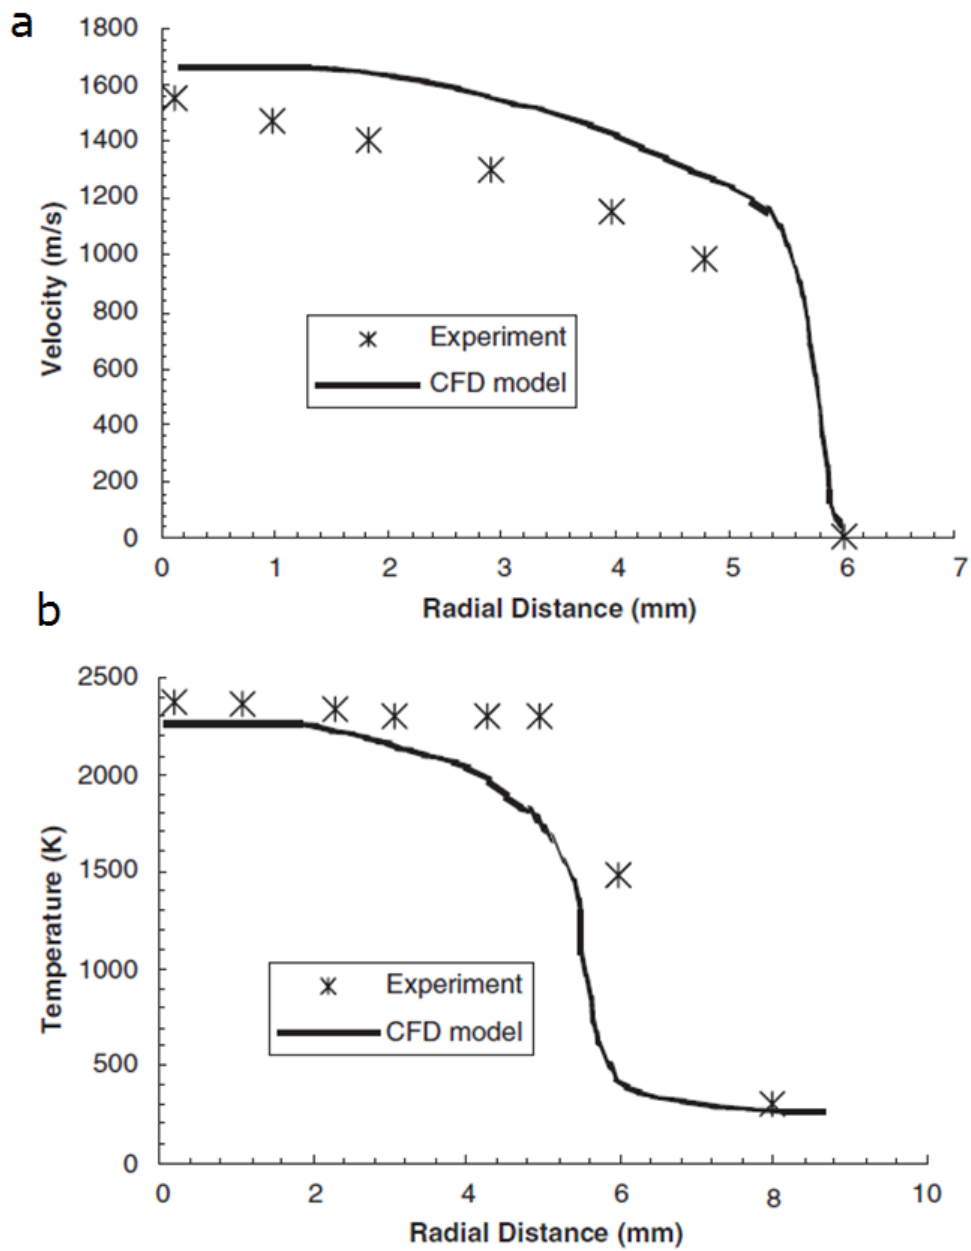 a
1800
1600
1400
1200
1000
800
600
400
200
0
Velocity (m/s)
Experiment
CFD model
0 1 2 3 4 5 6 7
Radial Distance (mm)
b
2500
2000
1500
1000
500
0
Temperature (K)
Experiment
CFD model
0 2 4 6 8 10
Radial Distance (mm)